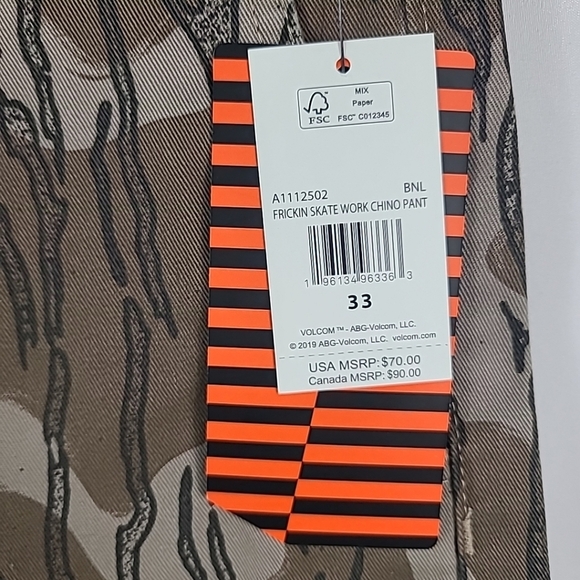 MIX
Paper
FSC™ C012345
FSC
A1112502 BNL
FRICKIN SKATE WORK CHINO PANT
1 96134 96336 3
33
VOLCOM™ - ABG-Volcom, LLC.
© 2019 ABG-Volcom, LLC. volcom.com
USA MSRP: $70.00
Canada MSRP: $90.00